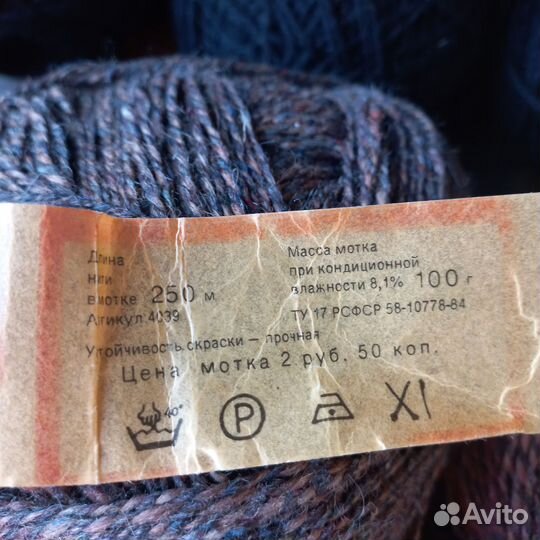 Длина
нити
в мотке 250 м
Артикул 4039
Масса мотка
при кондиционной
влажности 8,1% 100 г
ТУ 17 РСФСР 58-10778-84
Устойчивость окраски — прочная
Цена мотка 2 руб. 50 коп.
40°
P
Avito